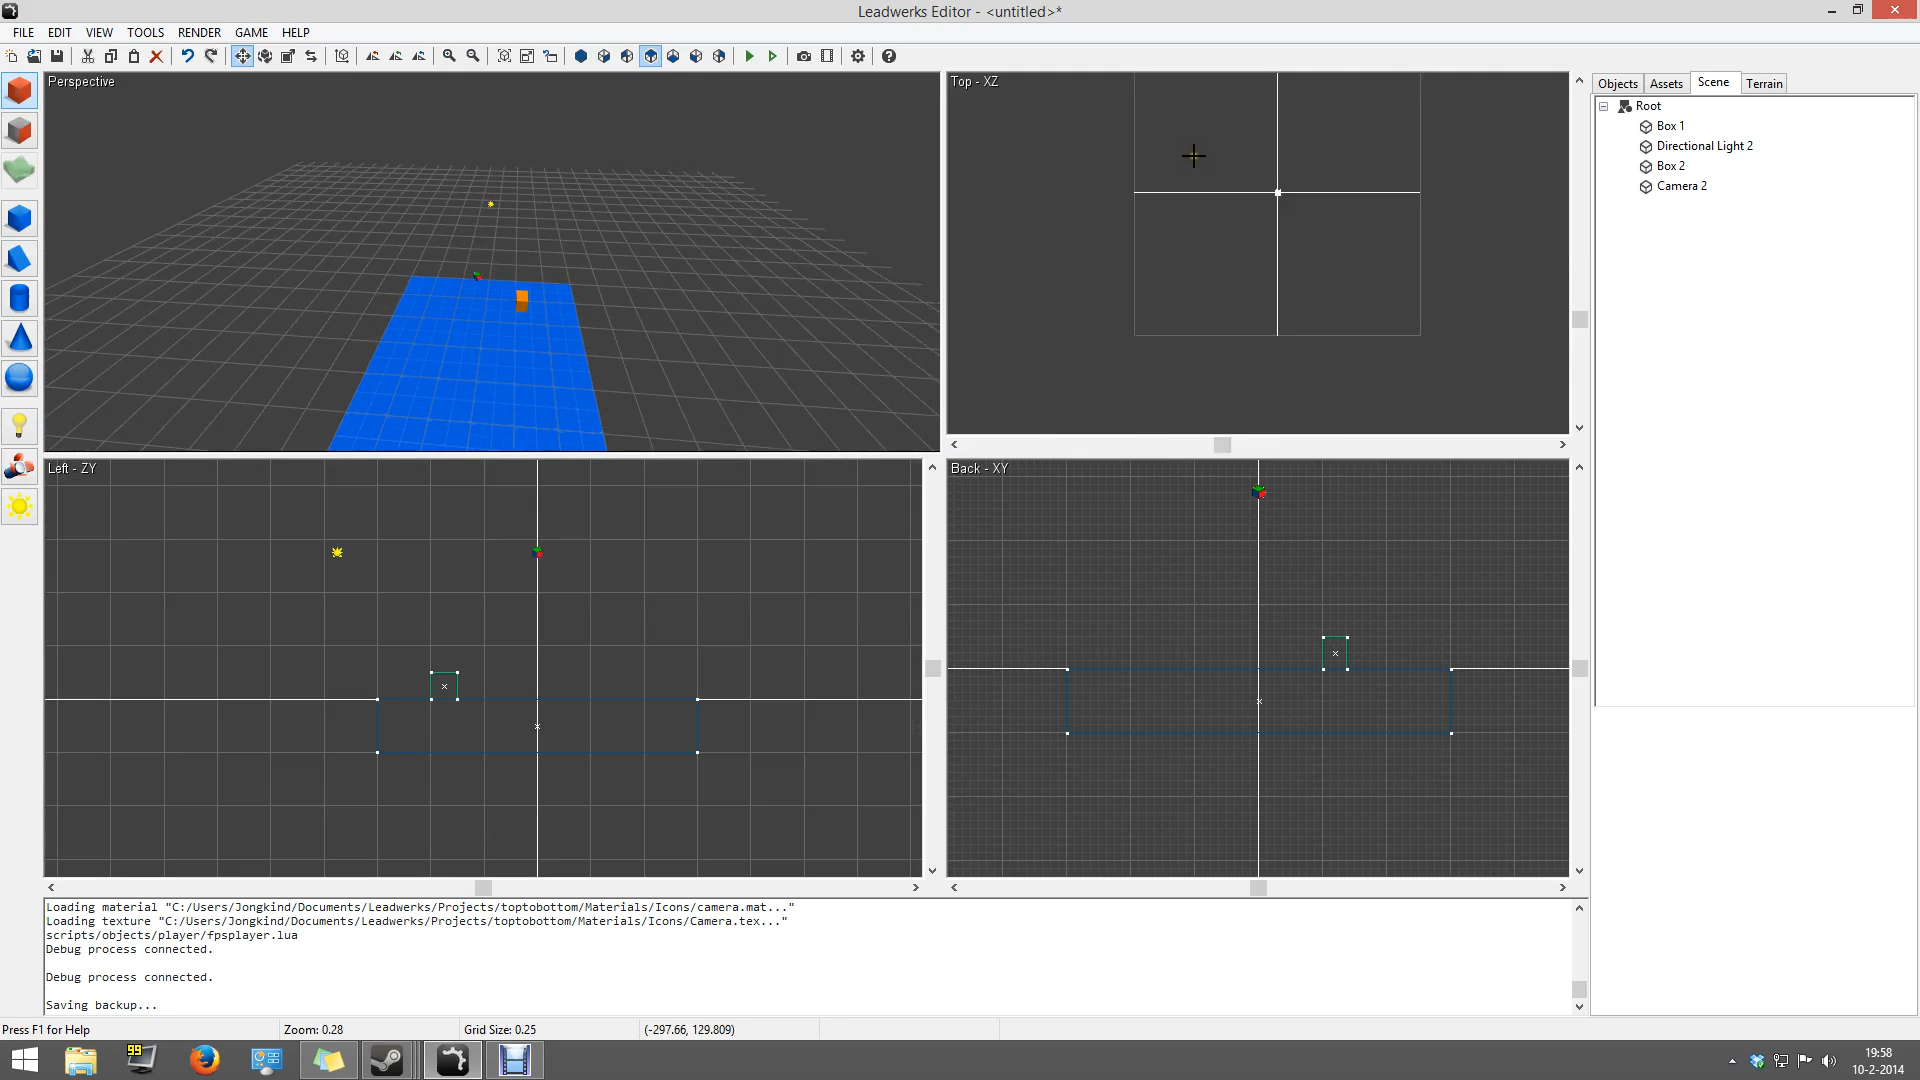 Leadwerks Editor - <untitled>*
FILE EDIT VIEW TOOLS RENDER GAME HELP
Perspective
Top - XZ
Objects Assets Scene Terrain
Root
Box 1
Directional Light 2
Box 2
Camera 2
Left - ZY
Back - XY
Loading material "C:/Users/Jongkind/Documents/Leadwerks/Projects/toptobottom/Materials/Icons/camera.mat..."
Loading texture "C:/Users/Jongkind/Documents/Leadwerks/Projects/toptobottom/Materials/Icons/Camera.tex..."
scripts/objects/player/fpsplayer.lua
Debug process connected.
Debug process connected.
Saving backup...
Press F1 for Help Zoom: 0.28 Grid Size: 0.25 (-297.66, 129.809)
99
19:58
10-2-2014